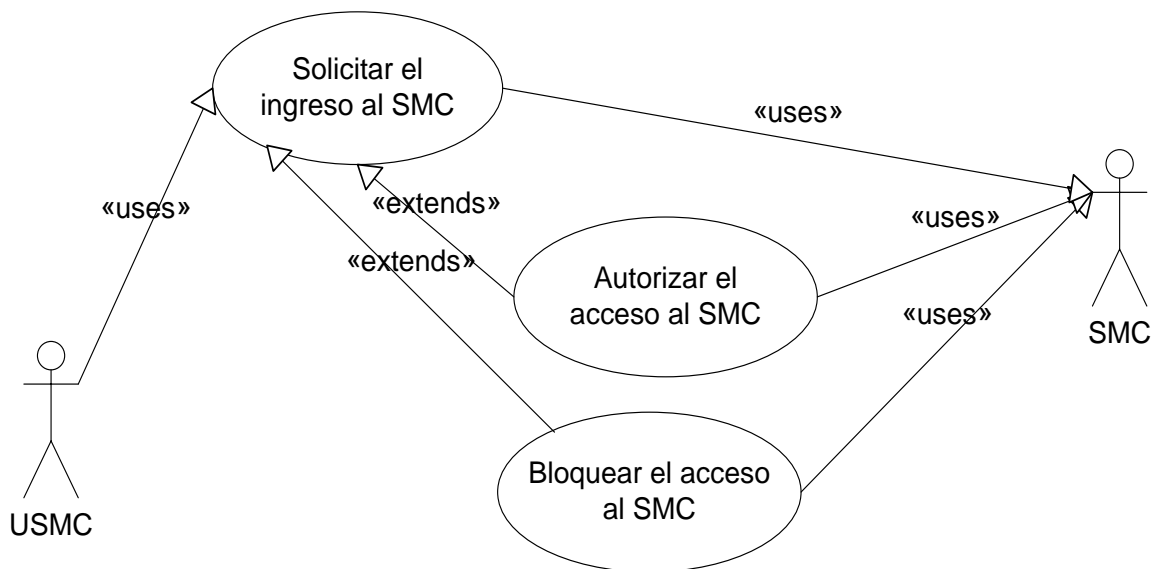 Solicitar el
ingreso al SMC
«uses»
«uses»
«extends»
«uses»
«extends»
Autorizar el
acceso al SMC
«uses»
SMC
Bloquear el acceso
al SMC
USMC